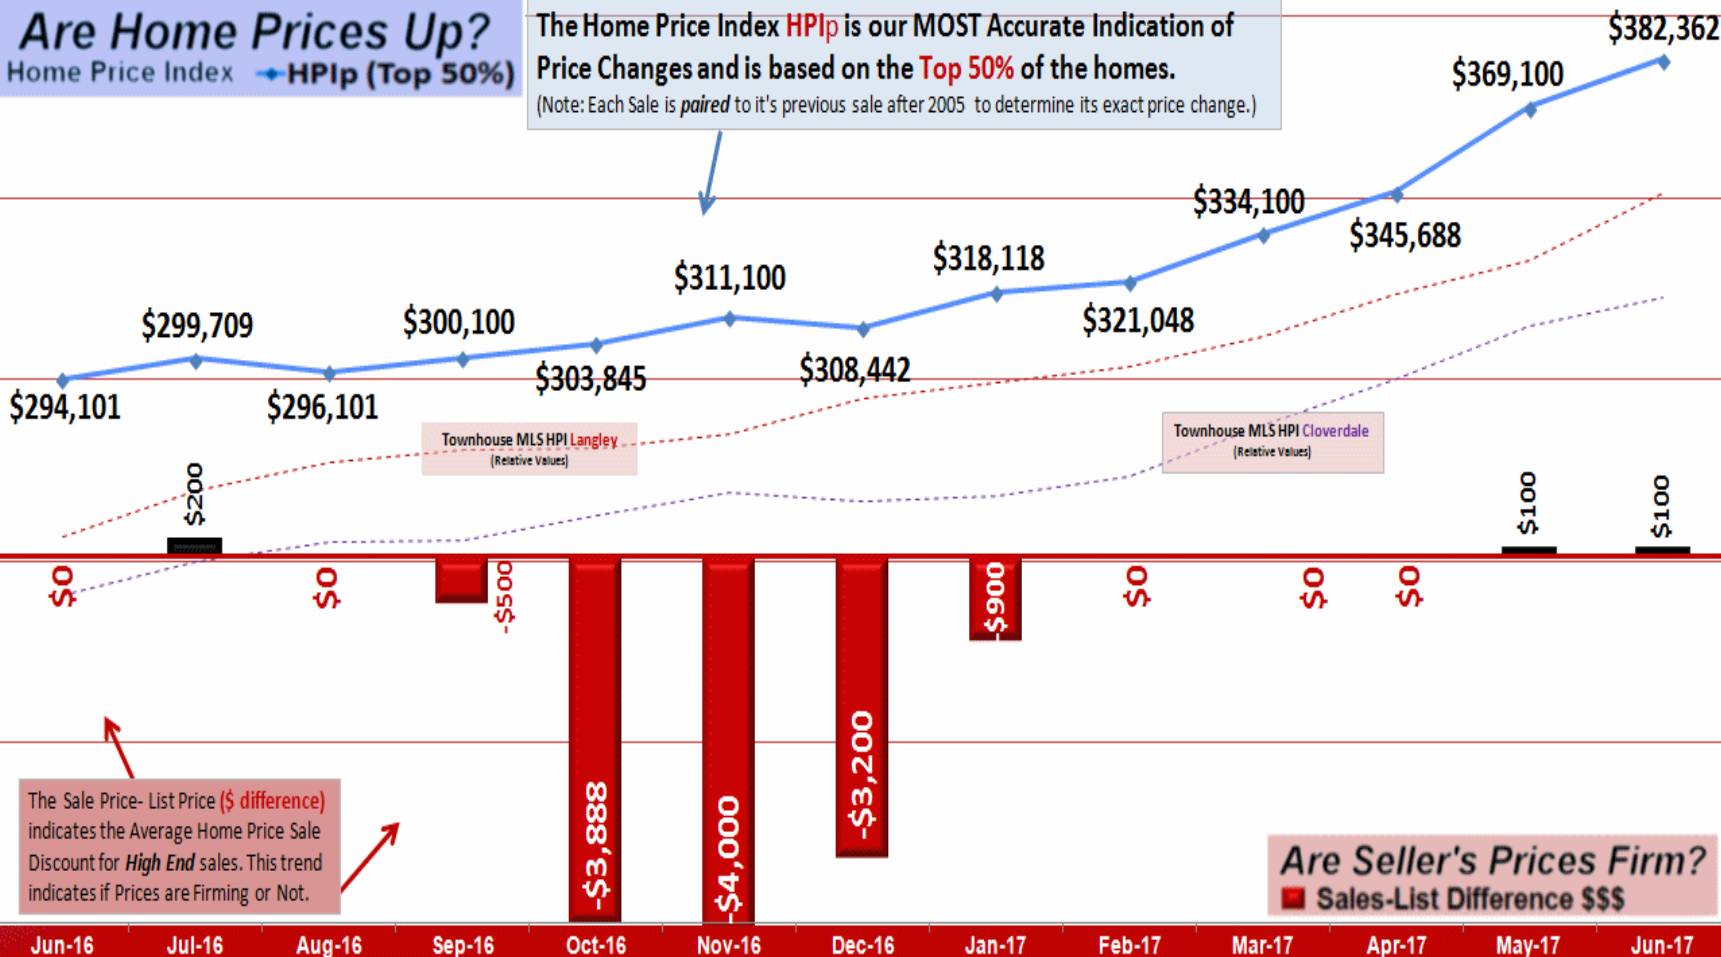 Are Home Prices Up?
Home Price Index HPIp (Top 50%)
The Home Price Index HPIp is our MOST Accurate Indication of
Price Changes and is based on the Top 50% of the homes.
(Note: Each Sale is paired to it's previous sale after 2005 to determine its exact price change.)
$382,362
$369,100
$334,100
$345,688
$318,118
$311,100
$321,048
$299,709
$300,100
$303,845
$308,442
$294,101
$296,101
Townhouse MLS HPI Langley
(Relative Values)
Townhouse MLS HPI Cloverdale
(Relative Values)
$200
$100
$100
$0
$0
-$500
-$3,888
-$4,000
-$3,200
-$900
$0
$0
$0
The Sale Price- List Price ($ difference)
indicates the Average Home Price Sale
Discount for High End sales. This trend
indicates if Prices are Firming or Not.
Are Seller's Prices Firm?
Sales-List Difference $$$
Jun-16 Jul-16 Aug-16 Sep-16 Oct-16 Nov-16 Dec-16 Jan-17 Feb-17 Mar-17 Apr-17 May-17 Jun-17